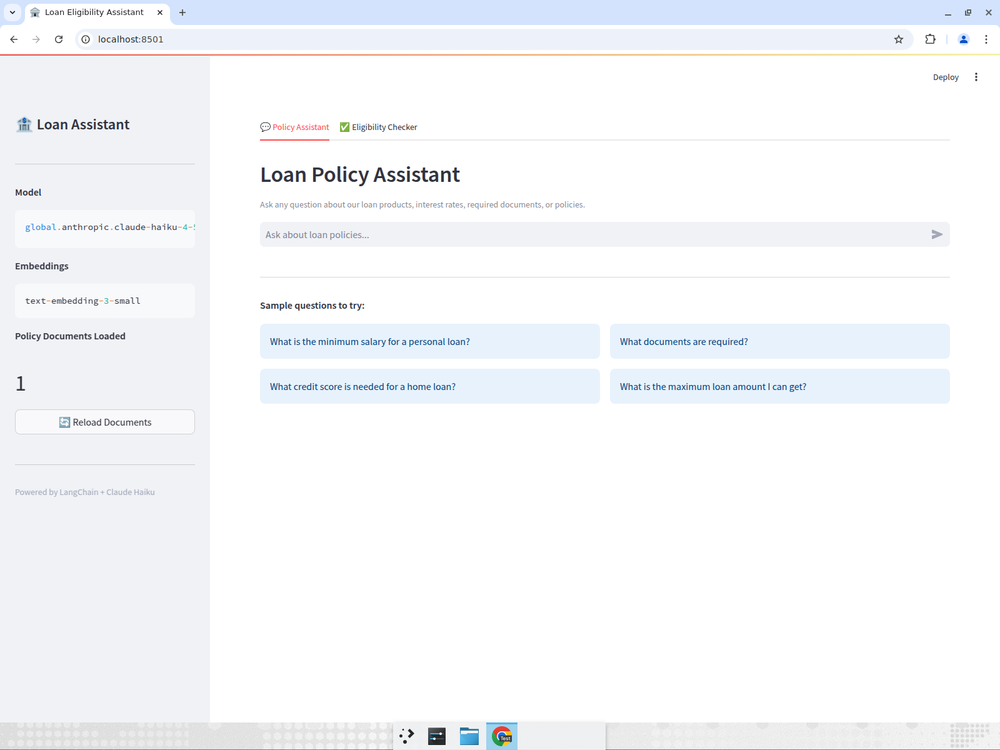 Loan Eligibility Assistant
localhost:8501
Deploy
Loan Assistant
Model
global.anthropic.claude-haiku-4-5
Embeddings
text-embedding-3-small
Policy Documents Loaded
1
Reload Documents
Powered by LangChain + Claude Haiku
Policy Assistant
Eligibility Checker
Loan Policy Assistant
Ask any question about our loan products, interest rates, required documents, or policies.
Ask about loan policies...
Sample questions to try:
What is the minimum salary for a personal loan?
What documents are required?
What credit score is needed for a home loan?
What is the maximum loan amount I can get?
Test